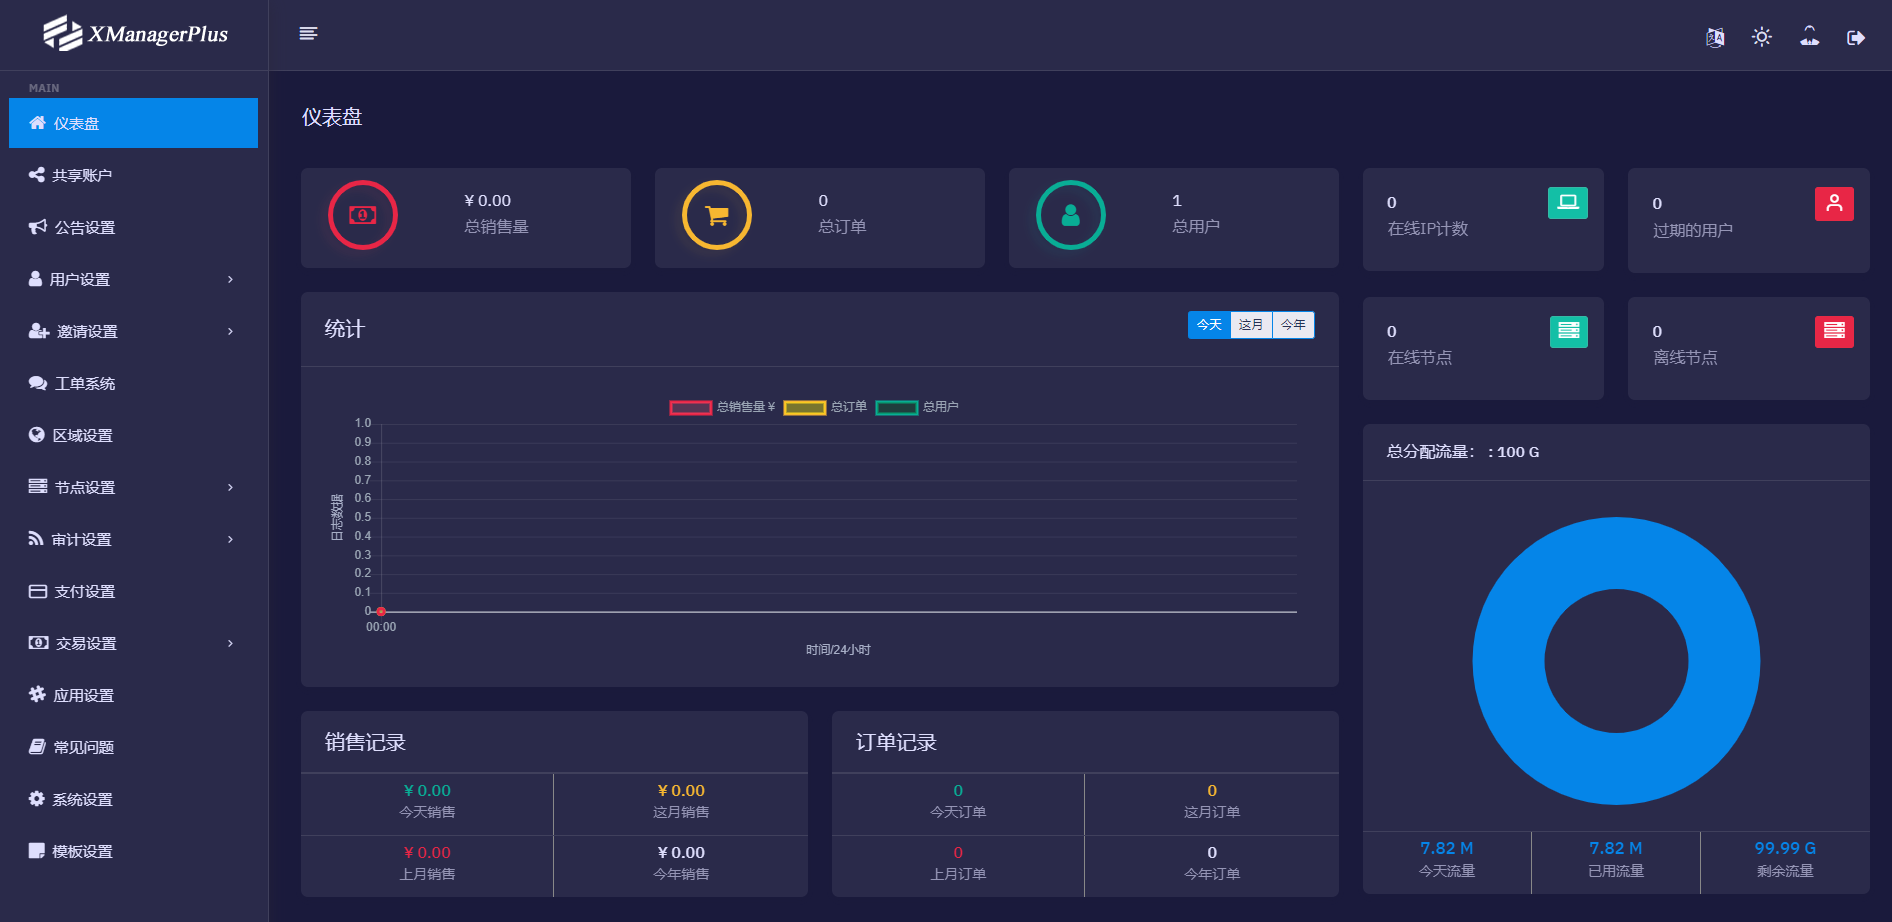 XManagerPlus
MAIN
仪表盘
共享账户
公告设置
用户设置
邀请设置
工单系统
区域设置
节点设置
审计设置
支付设置
交易设置
应用设置
常见问题
系统设置
模板设置
仪表盘
¥ 0.00
总销售量
0
总订单
1
总用户
0
在线IP计数
0
过期的用户
0
在线节点
0
离线节点
统计
今天 这月 今年
总销售量 ¥ 总订单 总用户
1.0
0.9
0.8
0.7
0.6
0.5
0.4
0.3
0.2
0.1
0
日志数据
00:00
时间/24小时
总分配流量： : 100 G
7.82 M
今天流量
7.82 M
已用流量
99.99 G
剩余流量
销售记录
¥ 0.00
今天销售
¥ 0.00
这月销售
¥ 0.00
上月销售
¥ 0.00
今年销售
订单记录
0
今天订单
0
这月订单
0
上月订单
0
今年订单